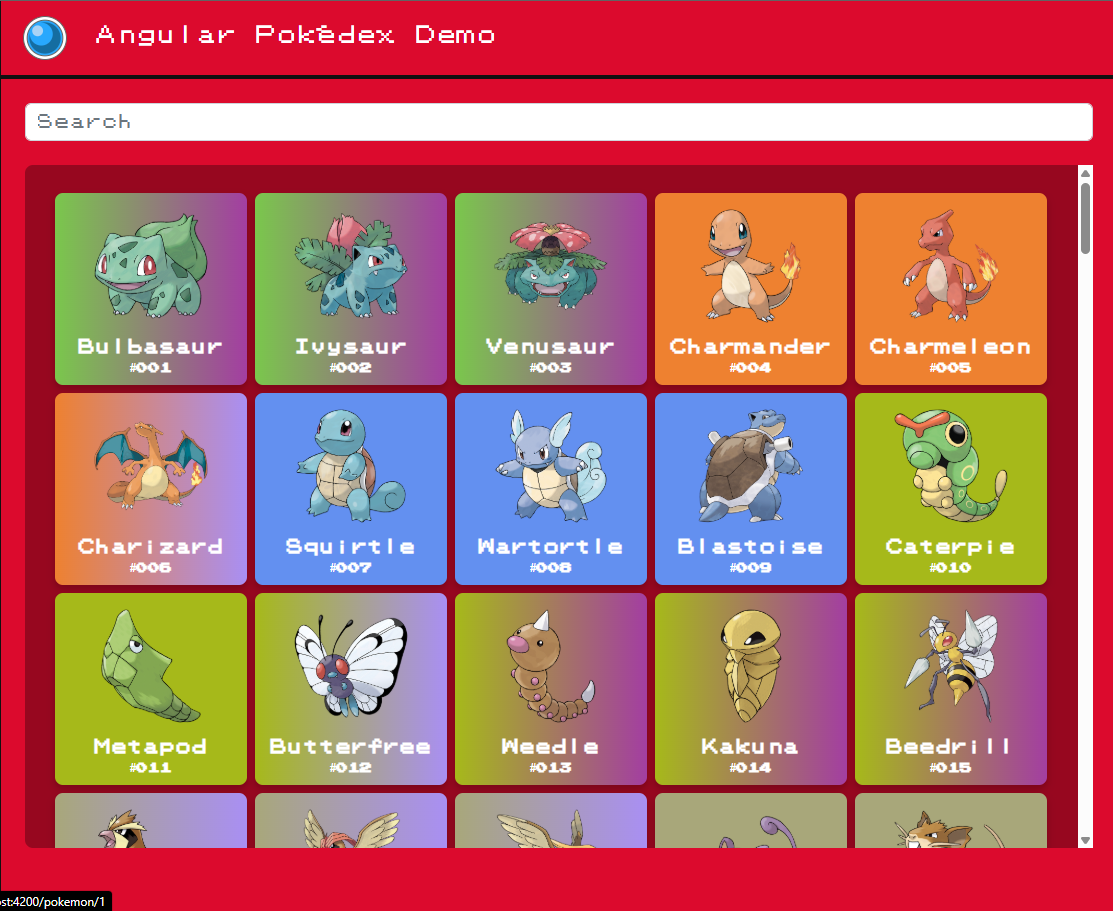 Angular Pokédex Demo
Search
Bulbasaur
#001
Ivysaur
#002
Venusaur
#003
Charmander
#004
Charmeleon
#005
Charizard
#006
Squirtle
#007
Wartortle
#008
Blastoise
#009
Caterpie
#010
Metapod
#011
Butterfree
#012
Weedle
#013
Kakuna
#014
Beedrill
#015
ost:4200/pokemon/1